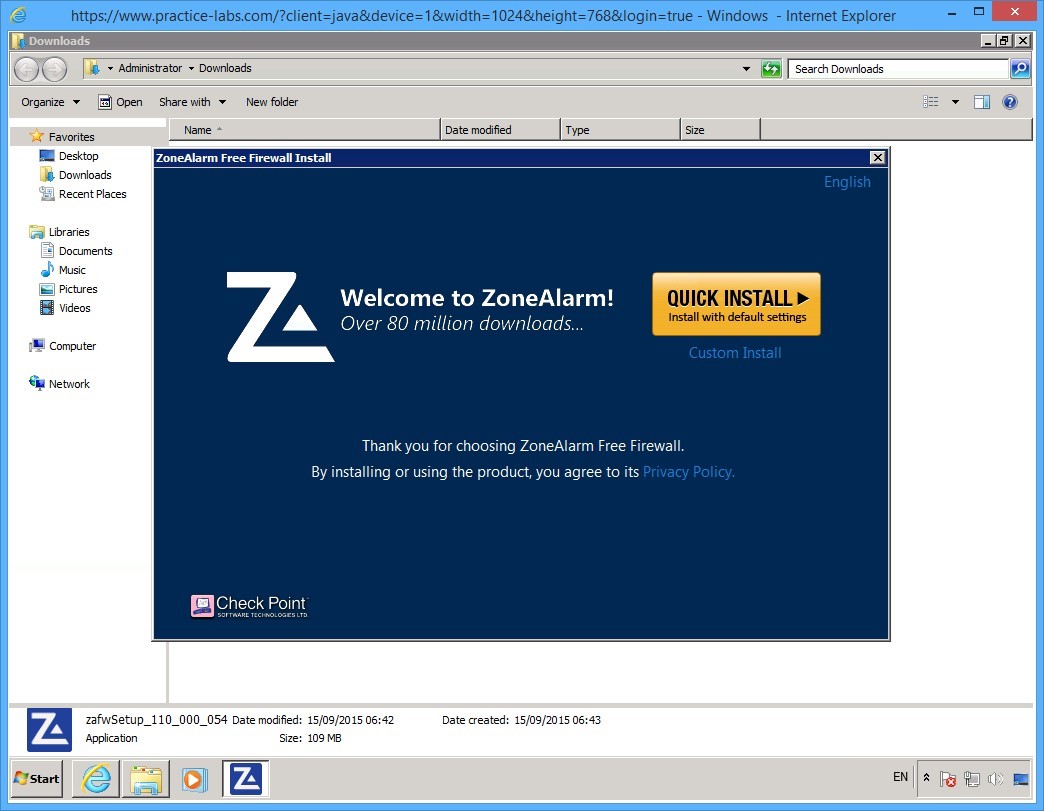 https://www.practice-labs.com/?client=java&device=1&width=1024&height=768&login=true - Windows - Internet Explorer
Downloads
Administrator Downloads
Search Downloads
Organize Open Share with New folder
Name Date modified Type Size
Favorites
Desktop
Downloads
Recent Places
Libraries
Documents
Music
Pictures
Videos
Computer
Network
ZoneAlarm Free Firewall Install
English
Welcome to ZoneAlarm!
Over 80 million downloads...
QUICK INSTALL
Install with default settings
Custom Install
Thank you for choosing ZoneAlarm Free Firewall.
By installing or using the product, you agree to its Privacy Policy.
Check Point
SOFTWARE TECHNOLOGIES LTD.
zafwSetup_110_000_054 Date modified: 15/09/2015 06:42 Date created: 15/09/2015 06:43
Application Size: 109 MB
Start
EN